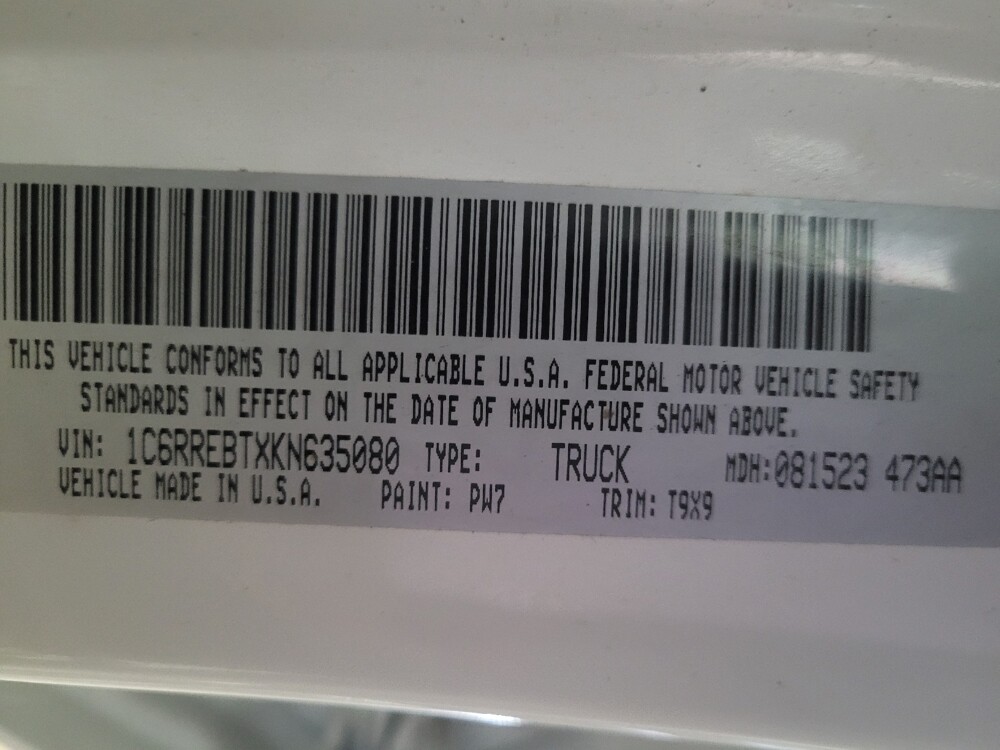 THIS VEHICLE CONFORMS TO ALL APPLICABLE U.S.A. FEDERAL MOTOR VEHICLE SAFETY
STANDARDS IN EFFECT ON THE DATE OF MANUFACTURE SHOWN ABOVE.
VIN: 1C6RREBTXKN635080 TYPE: TRUCK MDH:081523 473AA
VEHICLE MADE IN U.S.A. PAINT: PW7 TRIM: T9X9